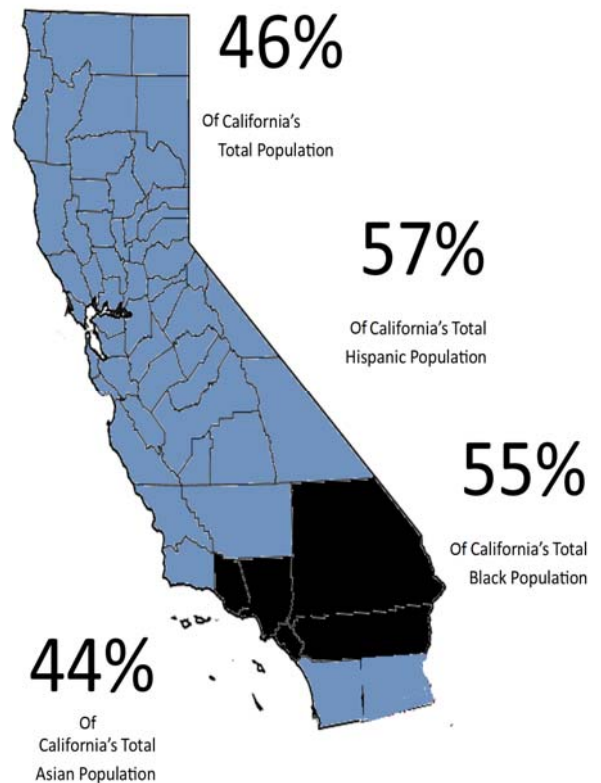 46%
Of California's
Total Population
57%
Of California's Total
Hispanic Population
55%
Of California's Total
Black Population
44%
Of
California's Total
Asian Population